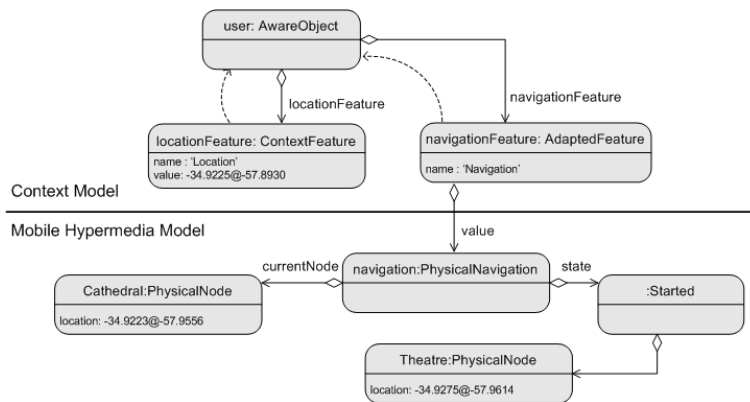 user: AwareObject
locationFeature
navigationFeature
locationFeature: ContextFeature
name : 'Location'
value: -34.9225@-57.8930
navigationFeature: AdaptedFeature
name : 'Navigation'
Context Model
Mobile Hypermedia Model
value
currentNode
navigation:PhysicalNavigation
state
Cathedral:PhysicalNode
location: -34.9223@-57.9556
:Started
Theatre:PhysicalNode
location: -34.9275@-57.9614